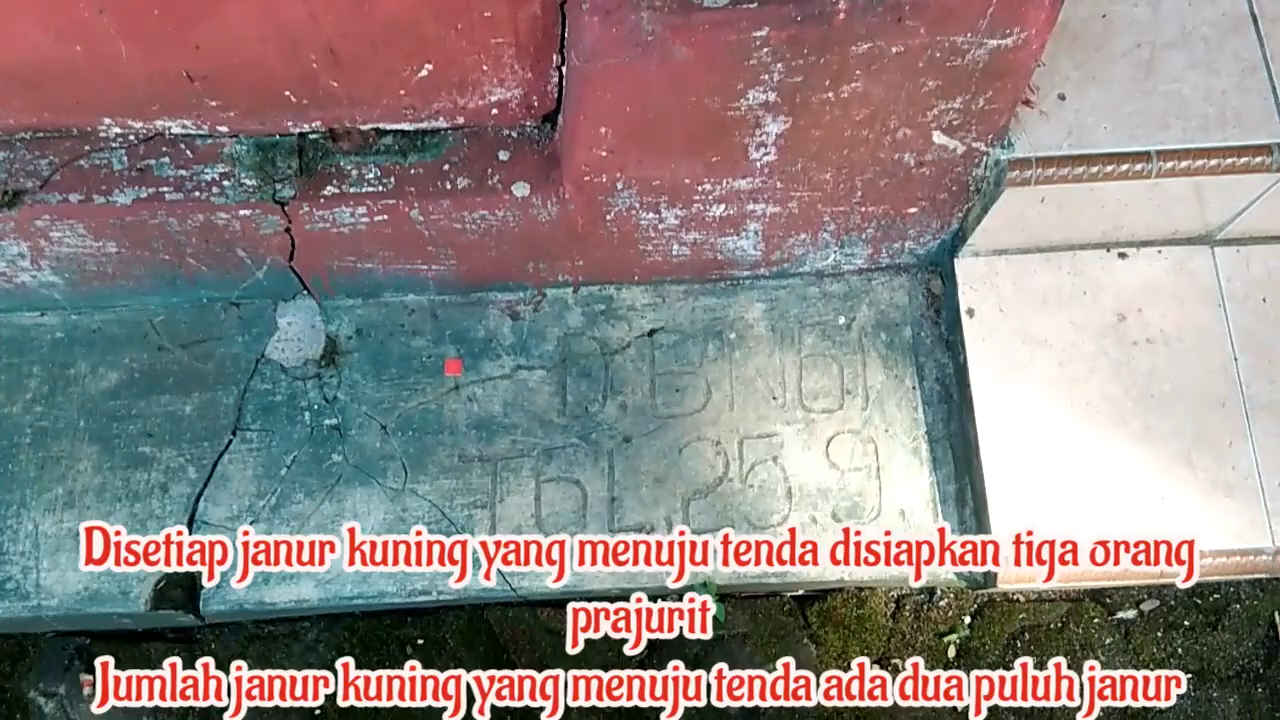 D.BNGI
TGL.25.9.
Disetiap janur kuning yang menuju tenda disiapkan tiga orang
prajurit
Jumlah janur kuning yang menuju tenda ada dua puluh janur